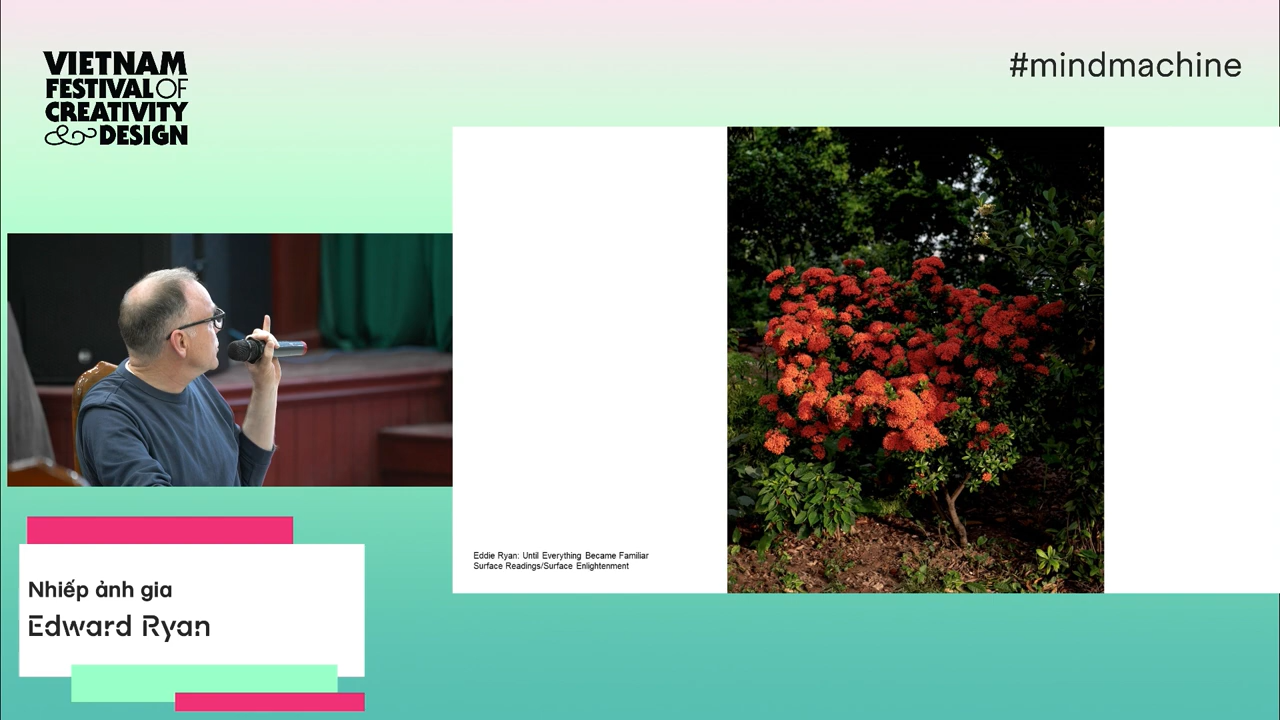 VIETNAM
FESTIVAL OF
CREATIVITY
& DESIGN
#mindmachine
Eddie Ryan: Until Everything Became Familiar
Surface Readings/Surface Enlightenment
Nhiếp ảnh gia
Edward Ryan